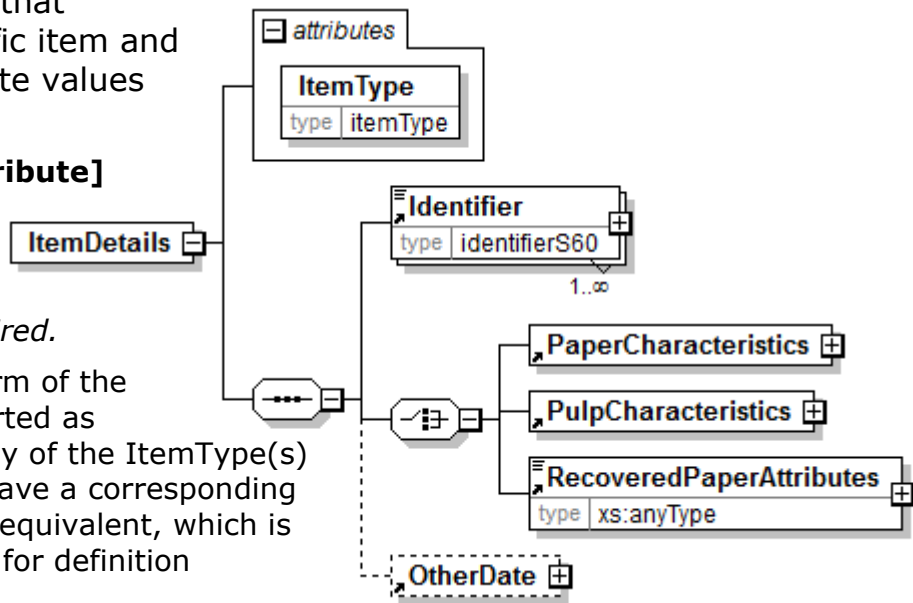 that
fic item and
te values
ribute]
red.
rm of the
rted as
y of the ItemType(s)
ave a corresponding
equivalent, which is
for definition
attributes
ItemType
type itemType
ItemDetails
Identifier
type identifierS60
1..∞
PaperCharacteristics
PulpCharacteristics
RecoveredPaperAttributes
type xs:anyType
OtherDate